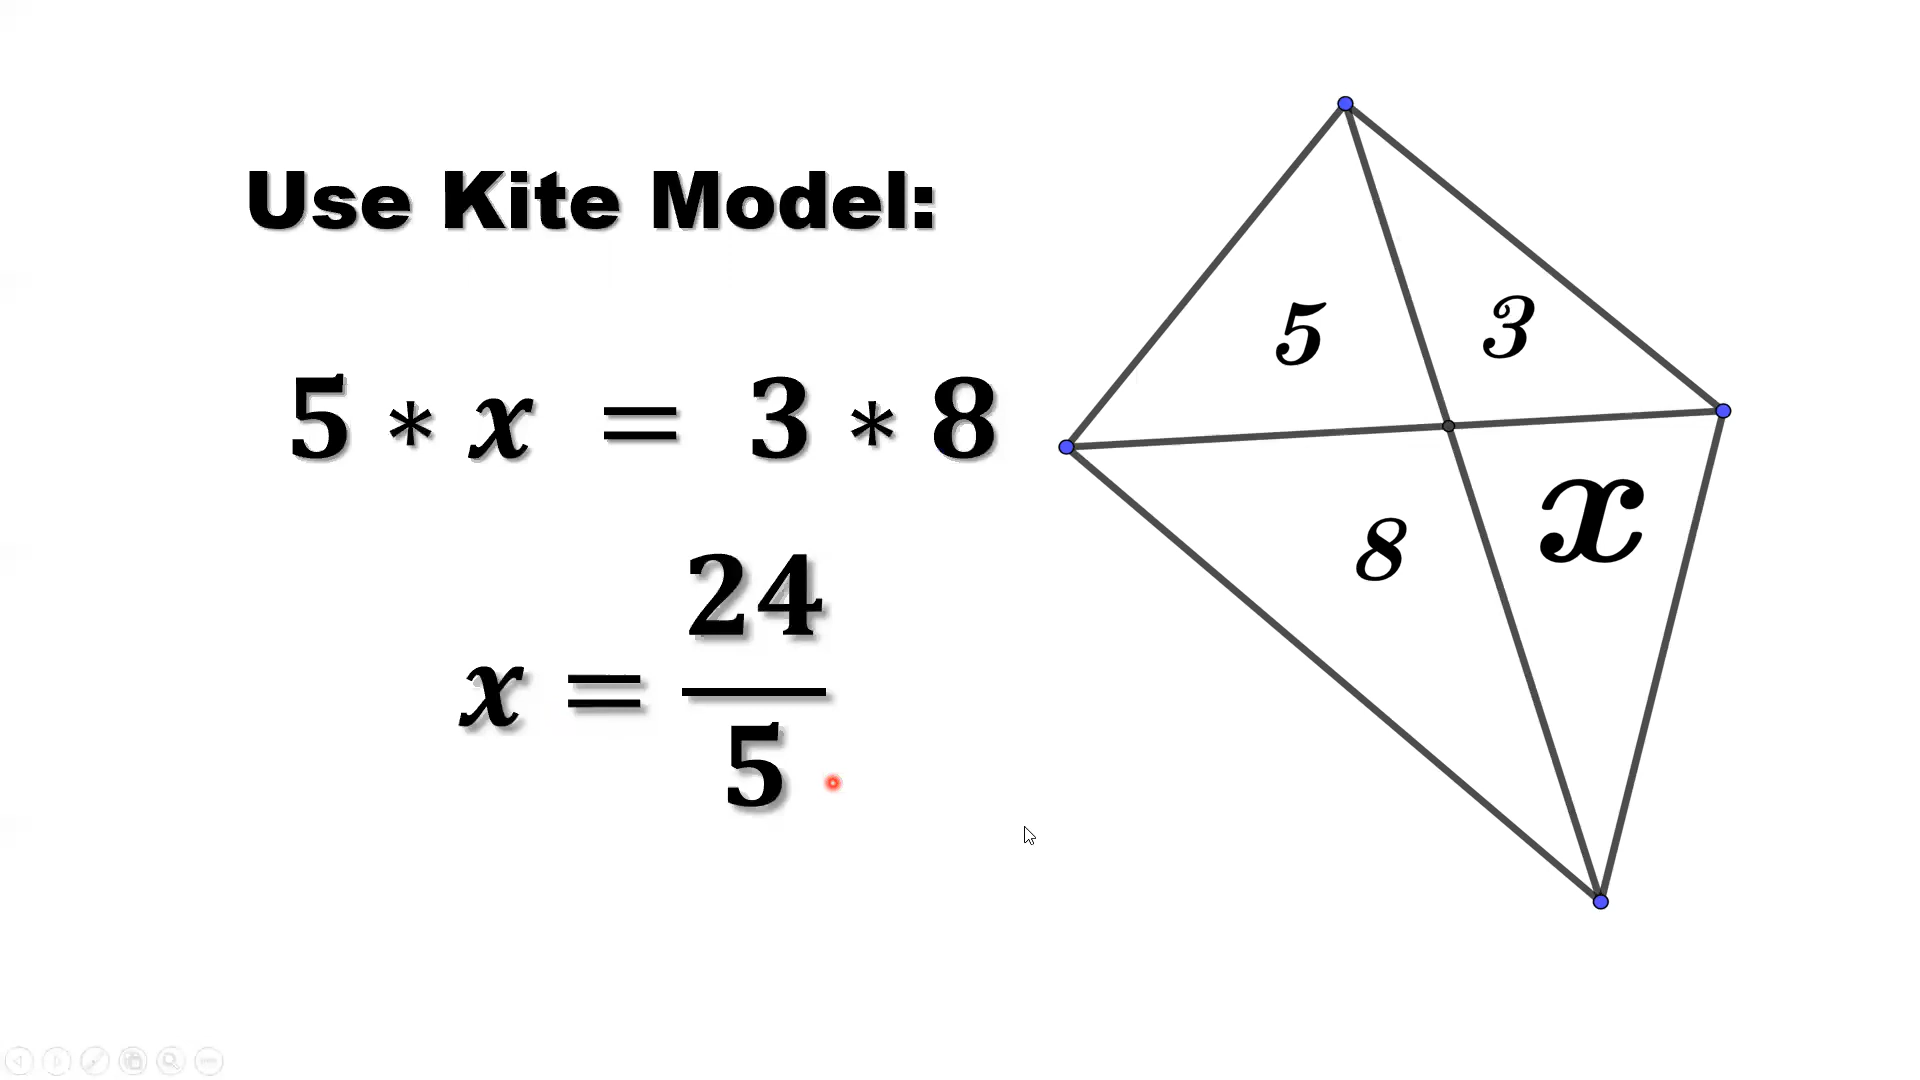 Use Kite Model:
5 * x = 3 * 8
x = 24/5
5
3
8
x